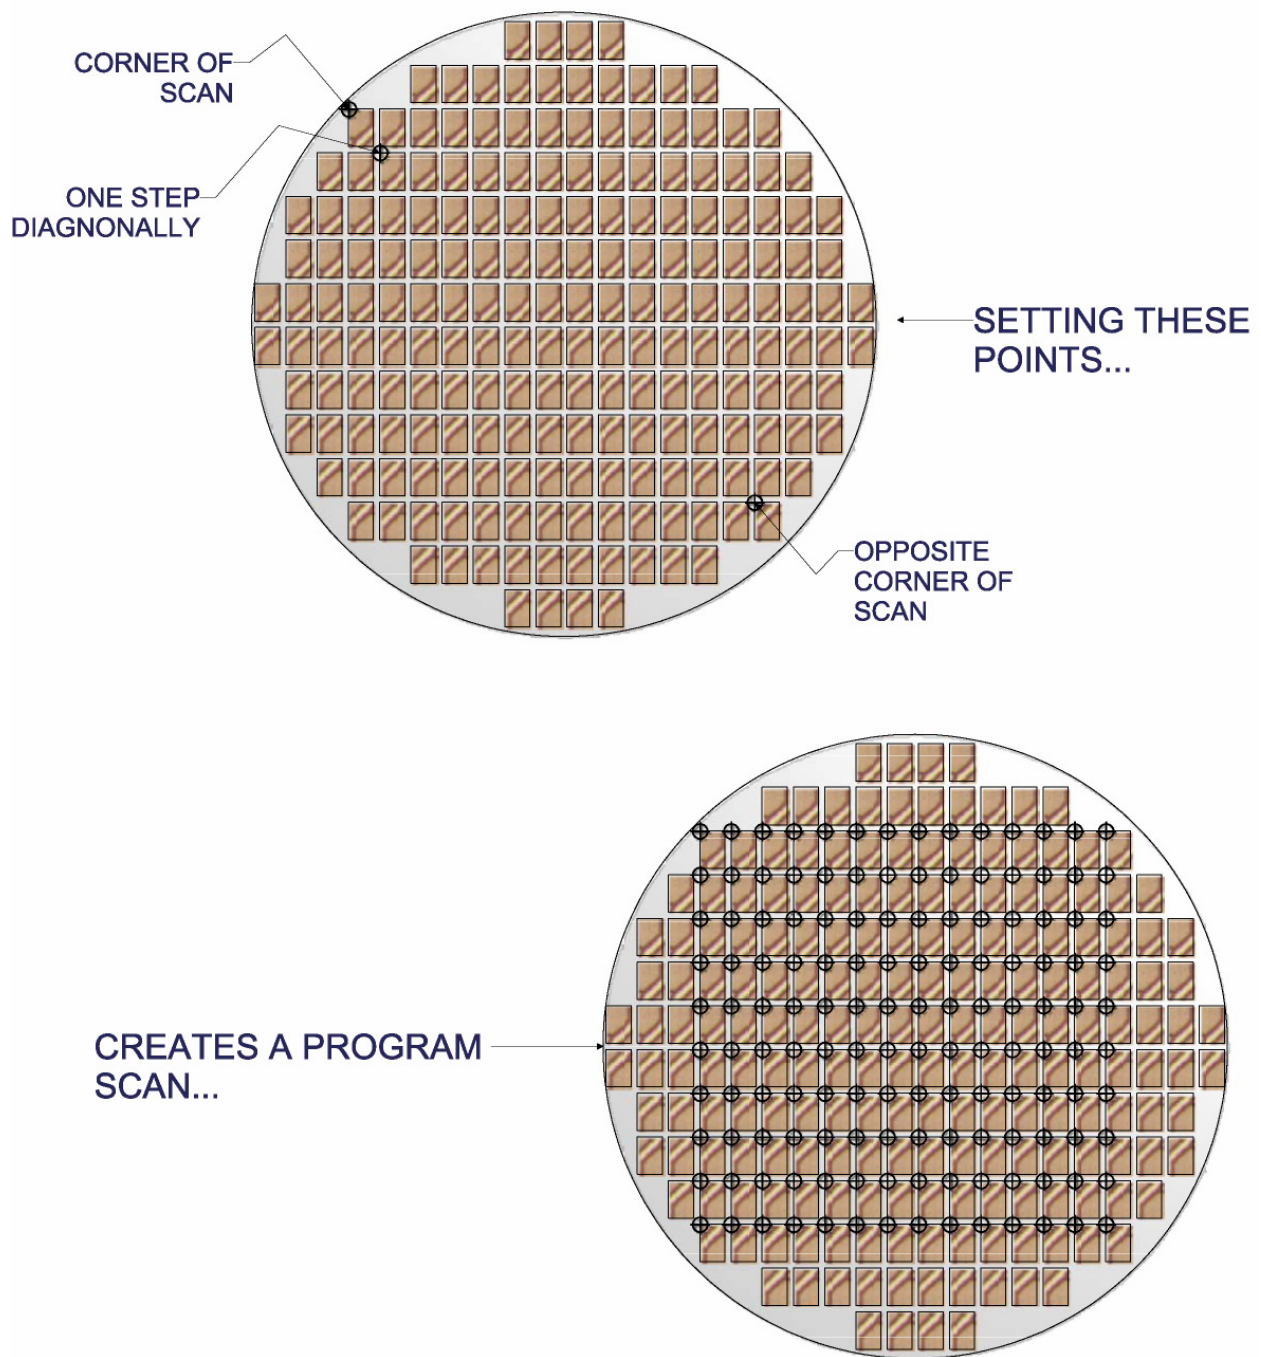 CORNER OF
SCAN
ONE STEP
DIAGNONALLY
SETTING THESE
POINTS...
OPPOSITE
CORNER OF
SCAN
CREATES A PROGRAM
SCAN...